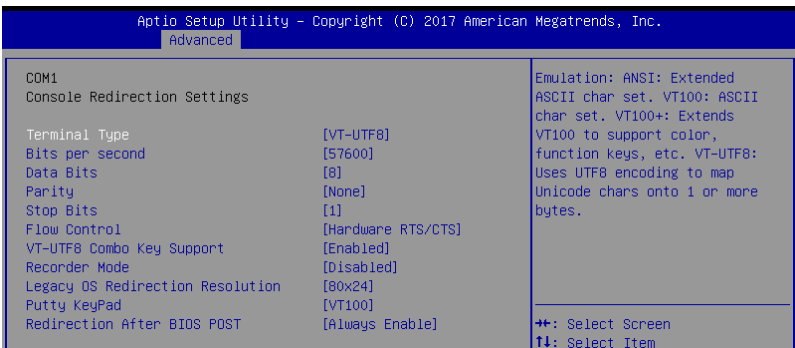 Aptio Setup Utility – Copyright (C) 2017 American Megatrends, Inc.
Advanced
COM1
Console Redirection Settings
Terminal Type [VT-UTF8]
Bits per second [57600]
Data Bits [8]
Parity [None]
Stop Bits [1]
Flow Control [Hardware RTS/CTS]
VT-UTF8 Combo Key Support [Enabled]
Recorder Mode [Disabled]
Legacy OS Redirection Resolution [80x24]
Putty KeyPad [VT100]
Redirection After BIOS POST [Always Enable]
Emulation: ANSI: Extended
ASCII char set. VT100: ASCII
char set. VT100+: Extends
VT100 to support color,
function keys, etc. VT-UTF8:
Uses UTF8 encoding to map
Unicode chars onto 1 or more
bytes.
→←: Select Screen
↑↓: Select Item